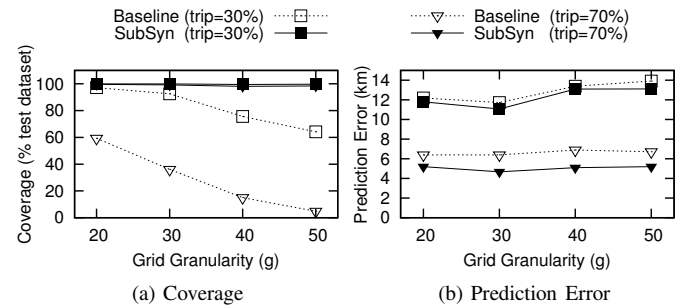 Baseline (trip=30%)
SubSyn (trip=30%)
Baseline (trip=70%)
SubSyn (trip=70%)
Coverage (% test dataset)
100
80
60
40
20
0
20 30 40 50
Grid Granularity (g)
(a) Coverage
Prediction Error (km)
14
12
10
8
6
4
2
0
20 30 40 50
Grid Granularity (g)
(b) Prediction Error